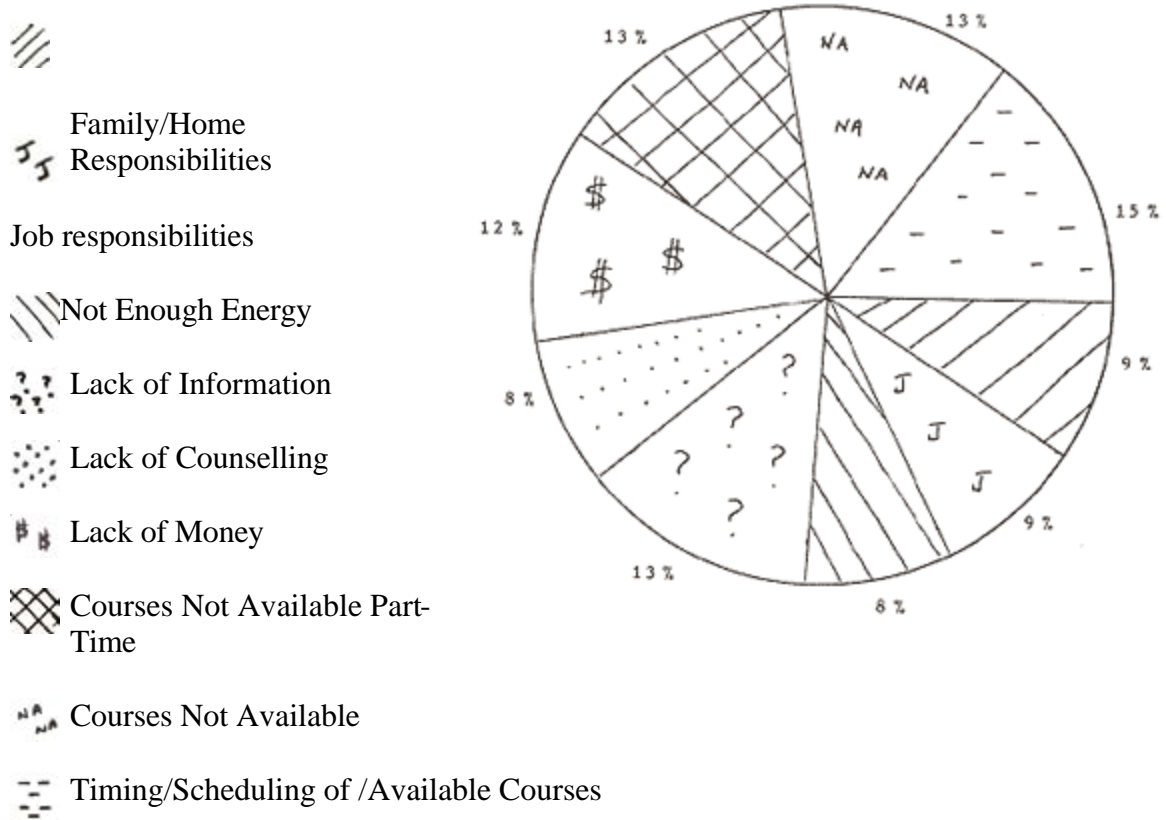 Family/Home
Responsibilities
J J
Job responsibilities
Not Enough Energy
? ? ? ?
Lack of Information
Lack of Counselling
$ $
Lack of Money
Courses Not Available Part-
Time
NA NA
Courses Not Available
Timing/Scheduling of /Available Courses
13 %
13 %
NA
NA
NA
NA
15 %
12 %
$
$
$
9 %
8 %
?
?
?
?
?
J
J
J
9 %
13 %
8 %